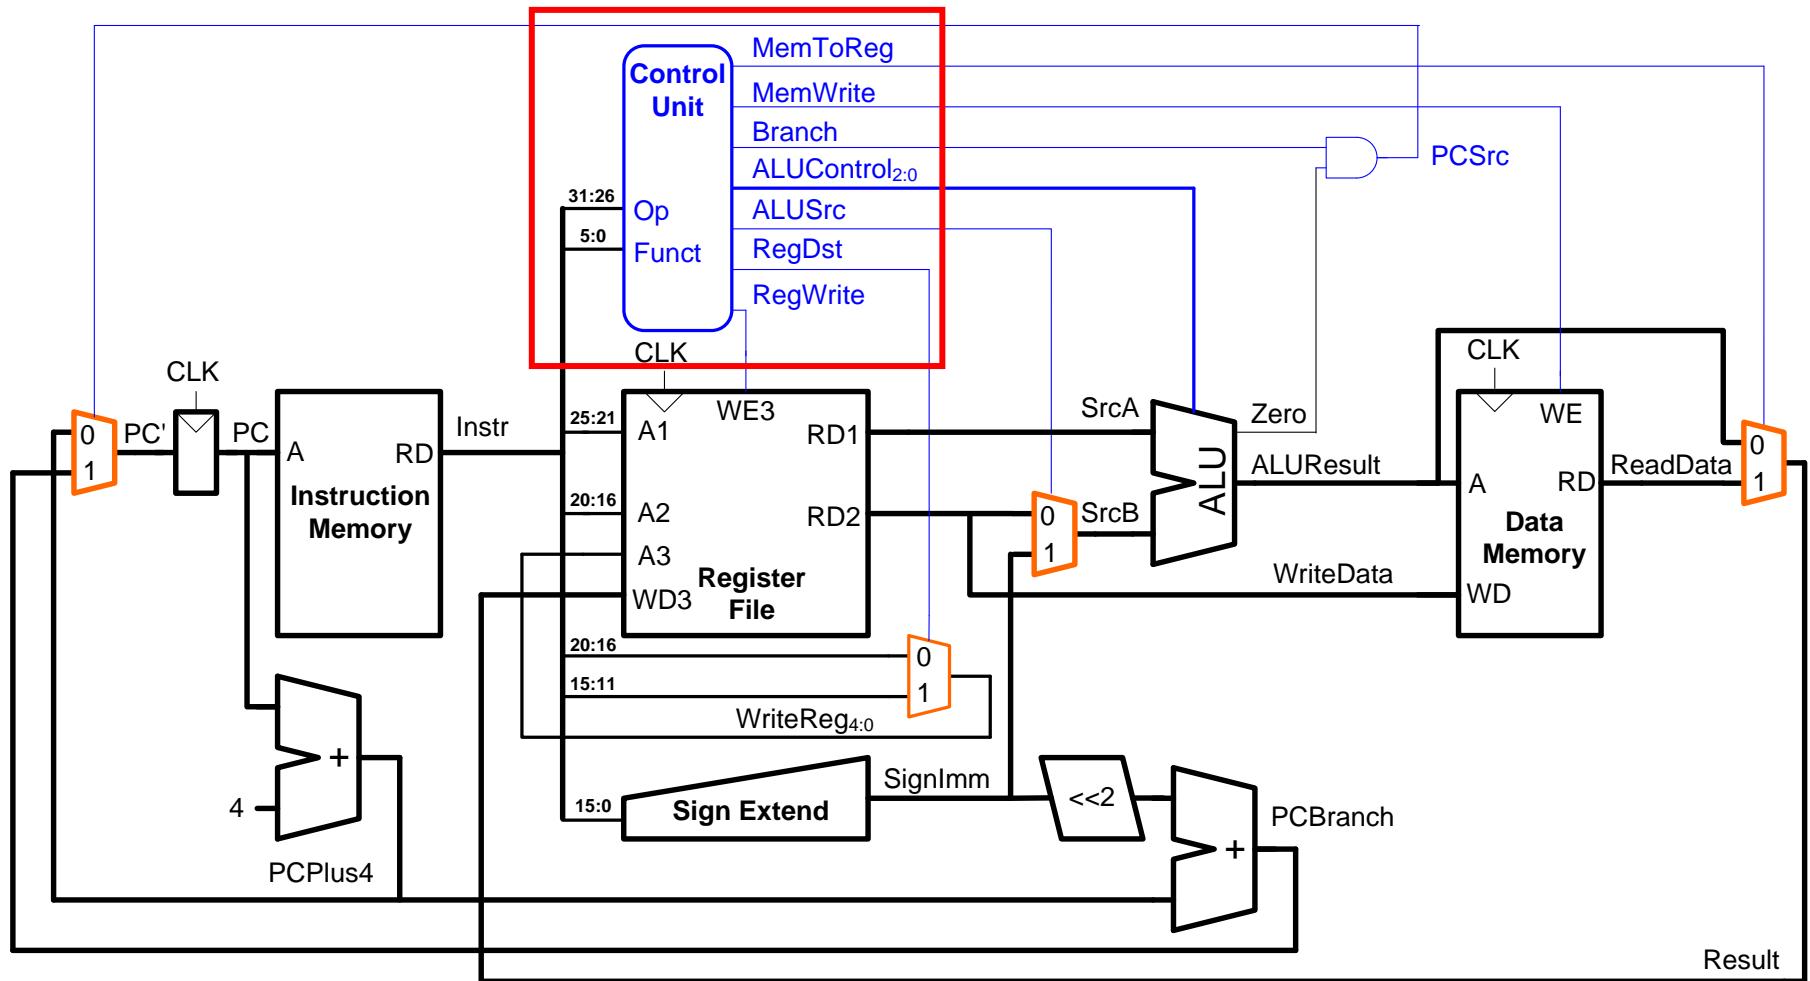 MemToReg
Control
Unit
MemWrite
Branch
PCSrc
ALUControl2:0
31:26
Op
ALUSrc
5:0
Funct
RegDst
RegWrite
CLK
CLK
CLK
WE3
WE
0
1
PC'
PC
A
RD
Instr
Instruction
Memory
25:21
A1
RD1
SrcA
Zero
20:16
A2
RD2
0
1
SrcB
ALU
ALUResult
A
RD
ReadData
0
1
Data
Memory
A3
WD3
Register
File
WriteData
WD
20:16
0
15:11
1
WriteReg4:0
+
4
PCPlus4
15:0
Sign Extend
SignImm
<<2
+
PCBranch
Result